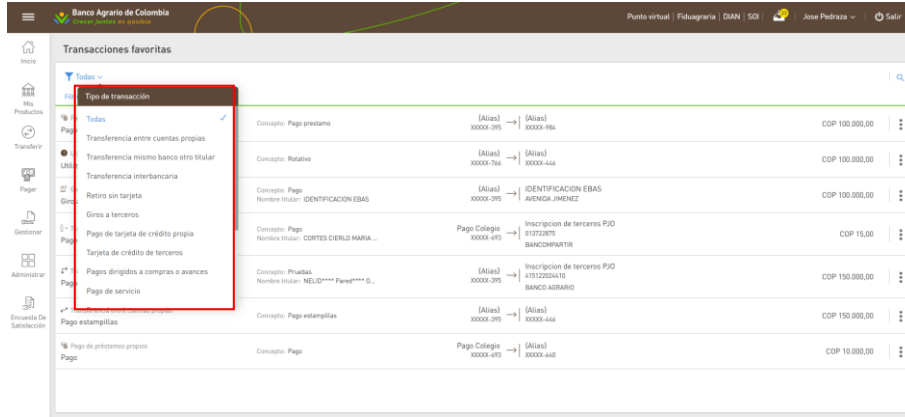 Banco Agrario de Colombia
Crecer juntos es posible
Punto virtual | Fiduagraria | DIAN | SOI |
Jose Pedraza
Salir
Inicio
Mis
Productos
Transferir
Pagar
Gestionar
Administrar
Encuesta De
Satisfacción
Transacciones favoritas
Todas
Tipo de transacción
Todas
Transferencia entre cuentas propias
Transferencia mismo banco otro titular
Transferencia interbancaria
Retiro sin tarjeta
Giros a terceros
Pago de tarjeta de crédito propia
Tarjeta de crédito de terceros
Pagos dirigidos a compras o avances
Pago de servicio
Concepto: Pago prestamo
(Alias)
XXXXX-395
(Alias)
XXXXX-984
COP 100.000,00
Concepto: Rotativo
(Alias)
XXXXX-766
(Alias)
XXXXX-446
COP 100.000,00
Concepto: Pago
Nombre titular: IDENTIFICACION EBAS
(Alias)
XXXXX-395
IDENTIFICACION EBAS
AVENIDA JIMENEZ
COP 100.000,00
Concepto: Pago
Nombre titular: CORTES CIERLO MARIA ...
Pago Colegio
XXXXX-693
Inscripcion de terceros PJO
013722875
BANCOMPARTIR
COP 15,00
Concepto: Pruebas
Nombre titular: NELIO**** Pared**** O...
(Alias)
XXXXX-395
Inscripcion de terceros PJO
415122024410
BANCO AGRARIO
COP 150.000,00
Transferencia entre cuentas propias
Pago estampillas
Concepto: Pago estampillas
(Alias)
XXXXX-395
(Alias)
XXXXX-446
COP 150.000,00
Pago de préstamos propios
Pago
Concepto: Pago
Pago Colegio
XXXXX-693
(Alias)
XXXXX-640
COP 10.000,00